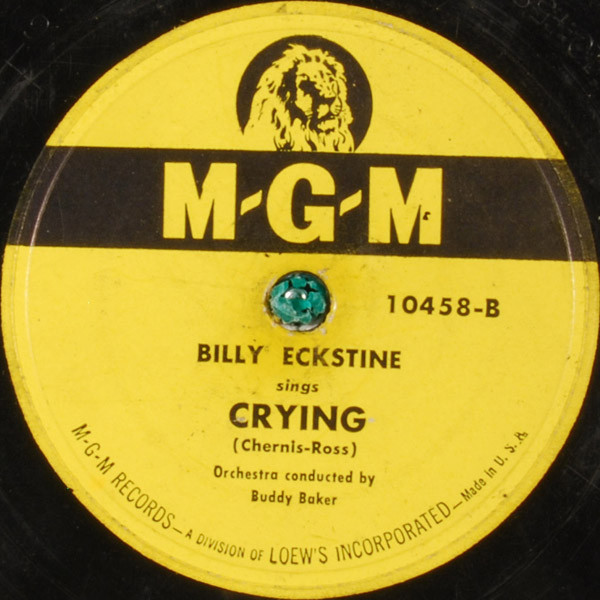 M-G-M
10458-B
BILLY ECKSTINE
sings
CRYING
(Chernis-Ross)
Orchestra conducted by
Buddy Baker
M-G-M RECORDS—A DIVISION OF LOEW'S INCORPORATED—Made in U. S. A.